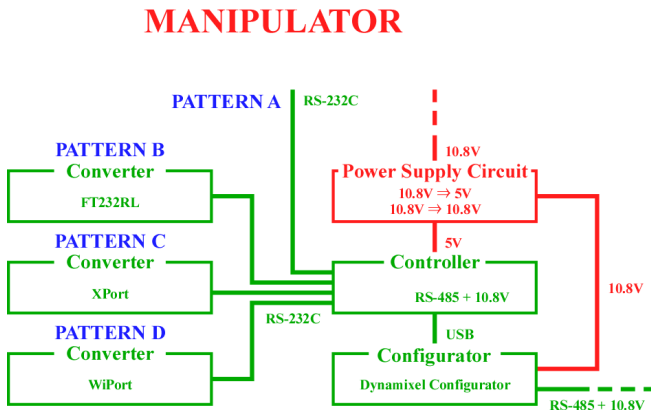 MANIPULATOR
PATTERN A
RS-232C
10.8V
PATTERN B
Converter
FT232RL
Power Supply Circuit
10.8V ⇒ 5V
10.8V ⇒ 10.8V
PATTERN C
Converter
XPort
5V
Controller
RS-485 + 10.8V
10.8V
RS-232C
PATTERN D
Converter
WiPort
USB
Configurator
Dynamixel Configurator
RS-485 + 10.8V